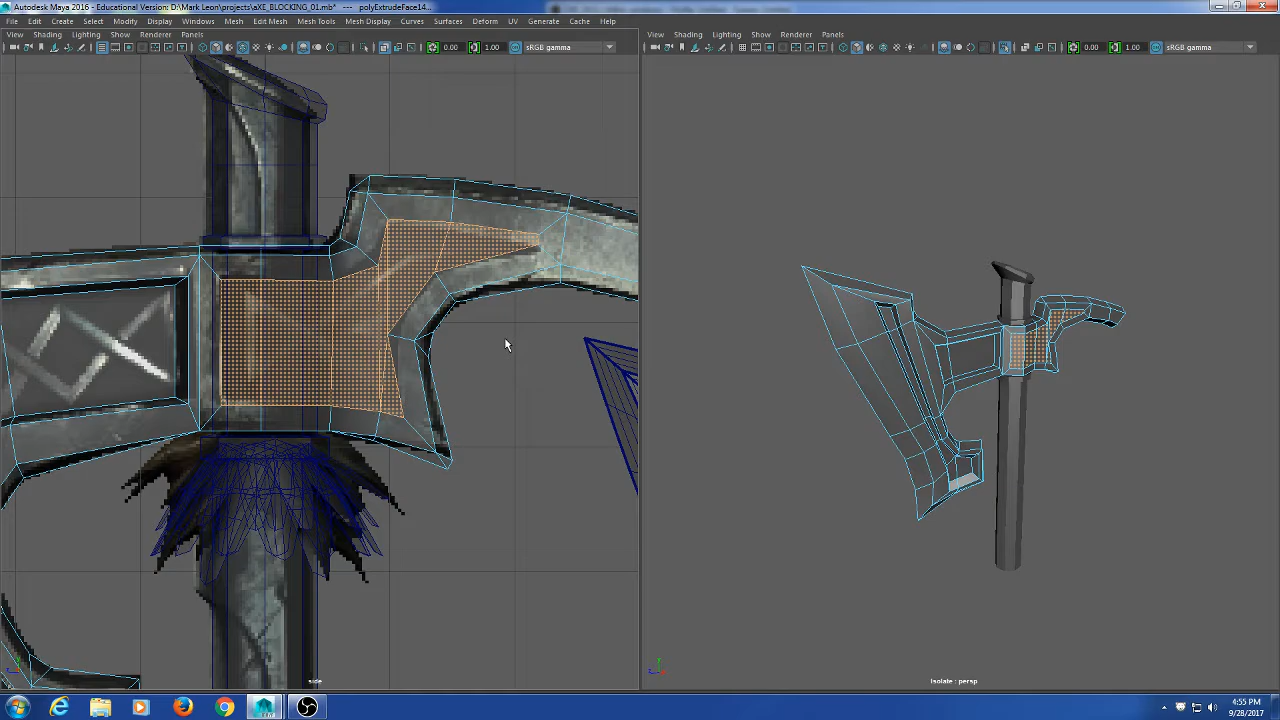 Autodesk Maya 2016 - Educational Version: D:\Mark Leon\projects\aXE_BLOCKING_01.mb* --- polyExtrudeFace14...
File Edit Create Select Modify Display Windows Mesh Edit Mesh Mesh Tools Mesh Display Curves Surfaces Deform UV Generate Cache Help
View Shading Lighting Show Renderer Panels
View Shading Lighting Show Renderer Panels
0.00 1.00 sRGB gamma
0.00 1.00 sRGB gamma
side
Isolate : persp
4:55 PM
9/28/2017